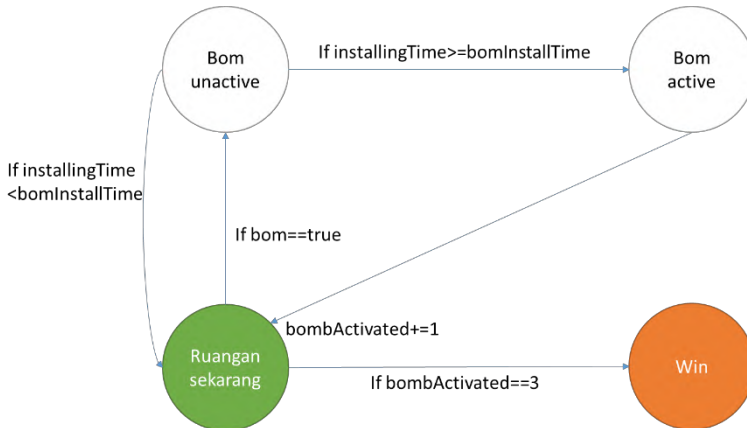 Bom
unactive
If installingTime>=bomInstallTime
Bom
active
If installingTime
<bomInstallTime
If bom==true
bombActivated+=1
Ruangan
sekarang
If bombActivated==3
Win